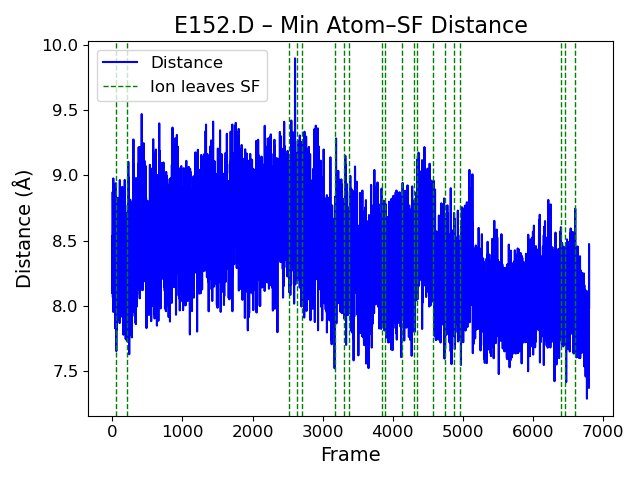 E152.D – Min Atom–SF Distance
Distance
Ion leaves SF
Distance (Å)
10.0
9.5
9.0
8.5
8.0
7.5
0 1000 2000 3000 4000 5000 6000 7000
Frame